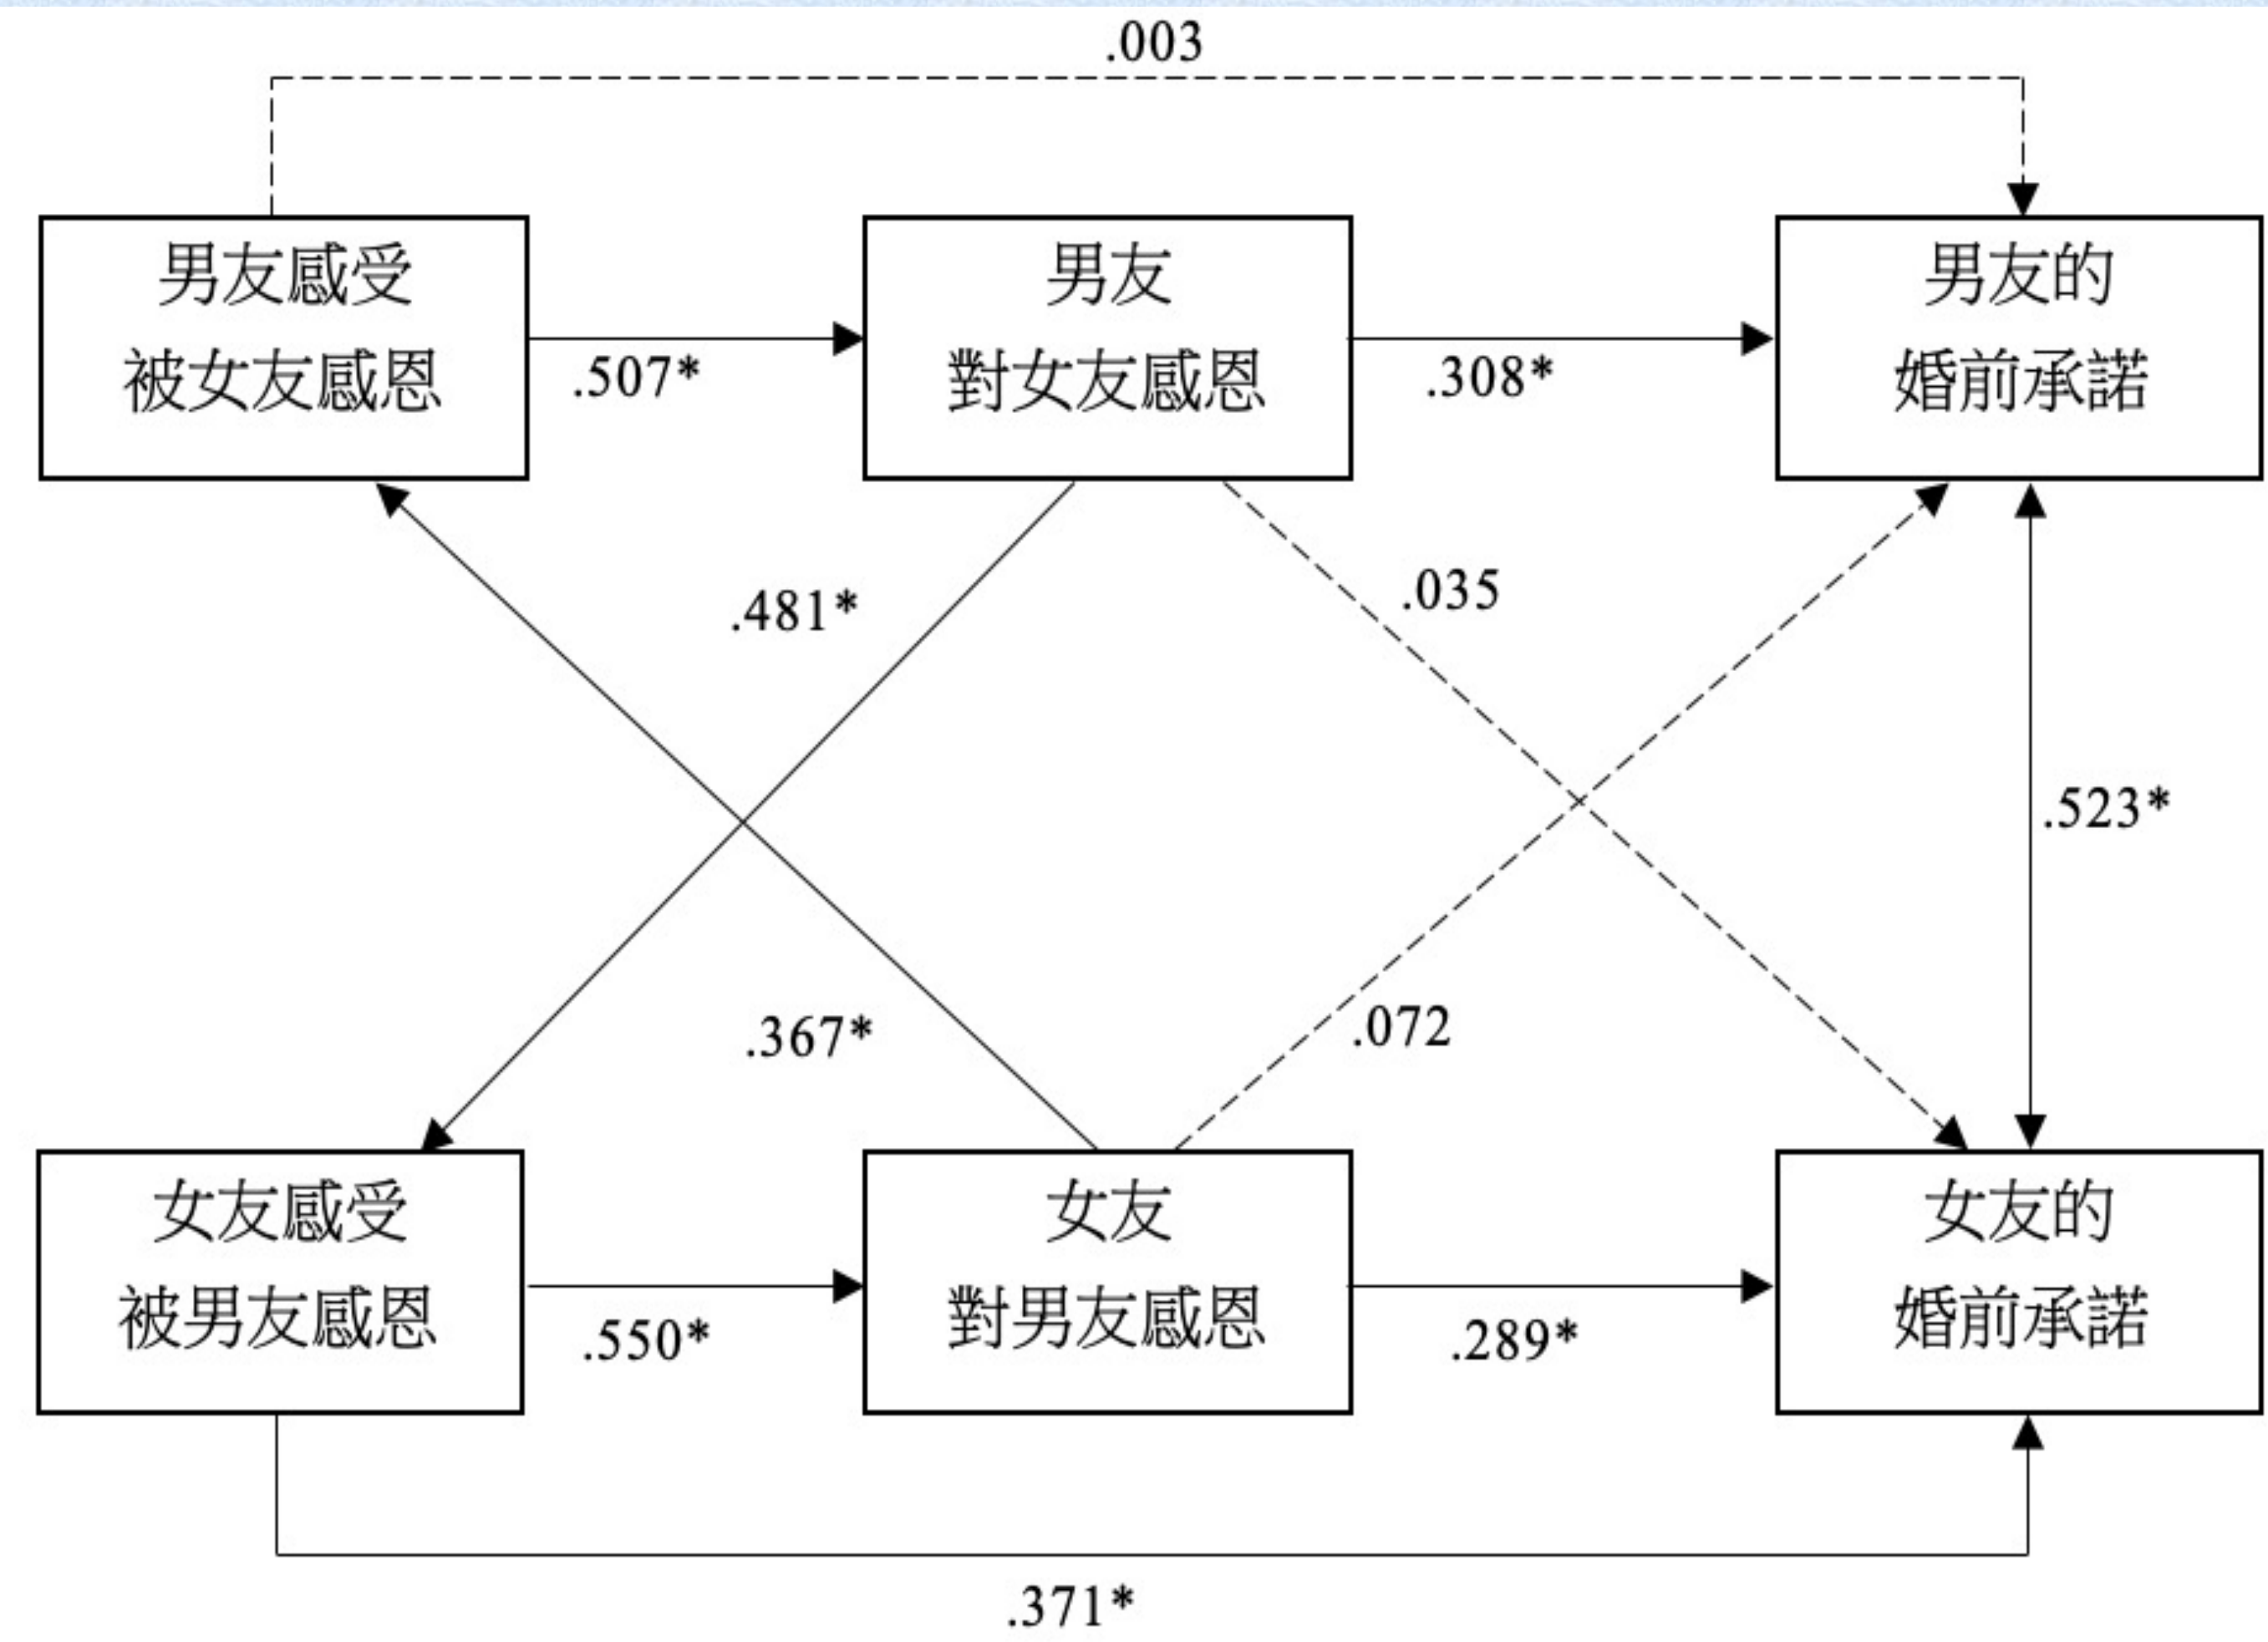 .003
男友感受
被女友感恩
.507*
男友
對女友感恩
.308*
男友的
婚前承諾
.481*
.035
.523*
.367*
.072
女友感受
被男友感恩
.550*
女友
對男友感恩
.289*
女友的
婚前承諾
.371*